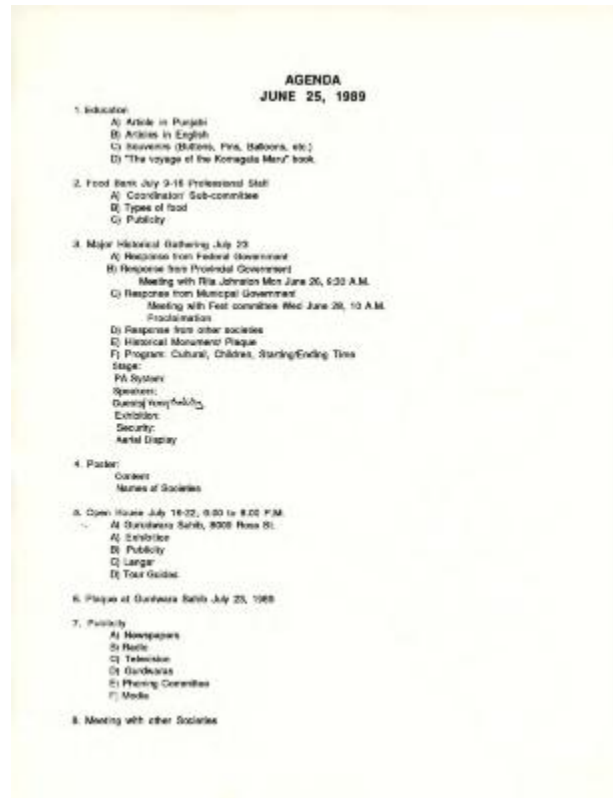 AGENDA
JUNE 25, 1989
1. Education
A) Article in Punjabi
B) Articles in English
C) Souvenirs (Buttons, Pins, Balloons, etc.)
D) "The voyage of the Komagata Maru" book
2. Food Bank July 9-16 Professional Staff
A) Coordinator/ Sub-committee
B) Types of food
C) Publicity
3. Major Historical Gathering July 23
A) Response from Federal Government
B) Response from Provincial Government
Meeting with Rita Johnston Mon June 26, 9:30 A.M.
C) Response from Municipal Government
Meeting with Fest committee Wed June 28, 10 A.M.
Proclamation
D) Response from other societies
E) Historical Monument/ Plaque
F) Program: Cultural, Children, Starting/Ending Time
Stage:
PA System:
Speakers:
Guests/
Exhibition:
Security:
Aerial Display
4. Poster:
Content
Names of Societies
5. Open House July 16-22, 6:00 to 8:00 P.M.
A) Gurudwara Sahib, 8000 Ross St.
A) Exhibition
B) Publicity
C) Langar
D) Tour Guides
6. Plaque at Gurdwara Sahib July 23, 1989
7. Publicity
A) Newspapers
B) Radio
C) Television
D) Gurdwaras
E) Phoning Committee
F) Media
8. Meeting with other Societies